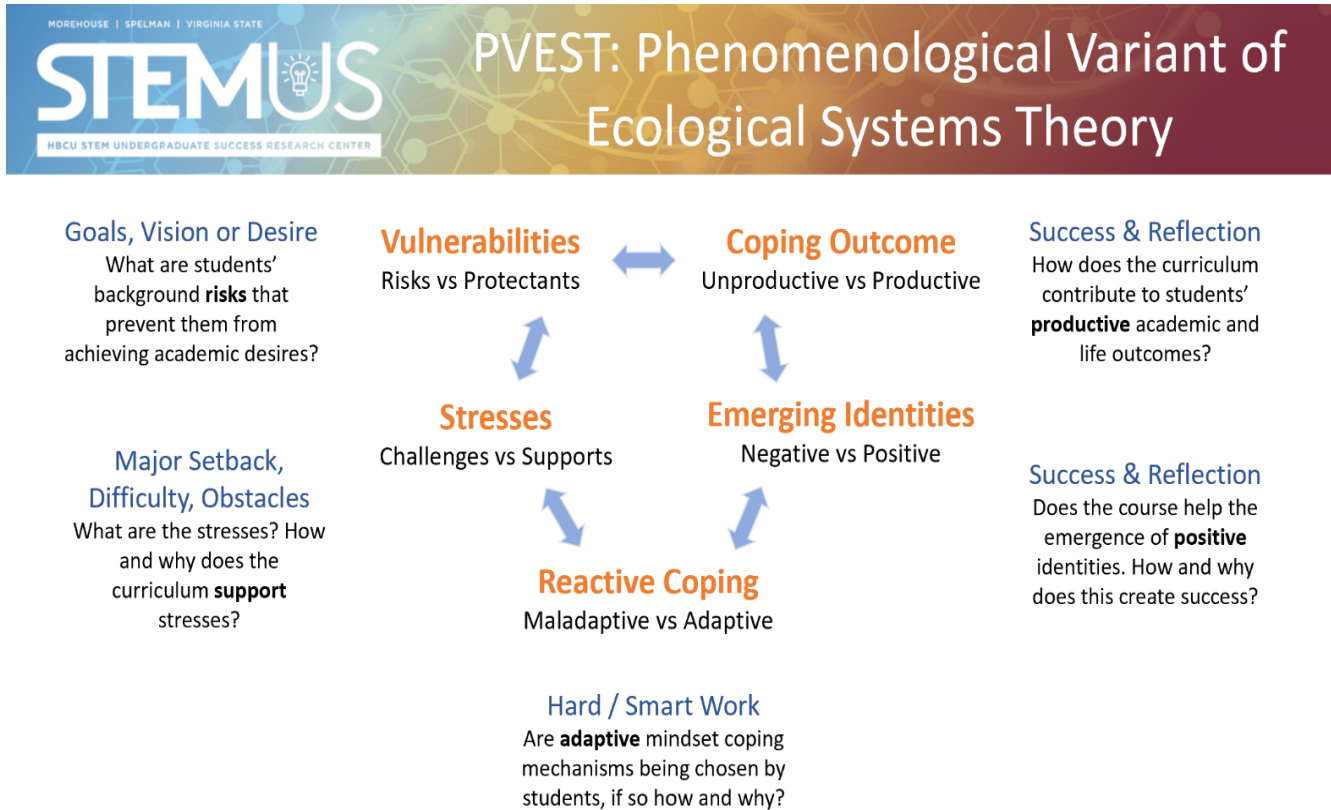 MOREHOUSE | SPELMAN | VIRGINIA STATE
STEMUS
HBCU STEM UNDERGRADUATE SUCCESS RESEARCH CENTER
PVEST: Phenomenological Variant of
Ecological Systems Theory
Goals, Vision or Desire
What are students’
background risks that
prevent them from
achieving academic desires?
Vulnerabilities
Risks vs Protectants
Coping Outcome
Unproductive vs Productive
Success & Reflection
How does the curriculum
contribute to students’
productive academic and
life outcomes?
Stresses
Challenges vs Supports
Emerging Identities
Negative vs Positive
Major Setback,
Difficulty, Obstacles
What are the stresses? How
and why does the
curriculum support
stresses?
Success & Reflection
Does the course help the
emergence of positive
identities. How and why
does this create success?
Reactive Coping
Maladaptive vs Adaptive
Hard / Smart Work
Are adaptive mindset coping
mechanisms being chosen by
students, if so how and why?